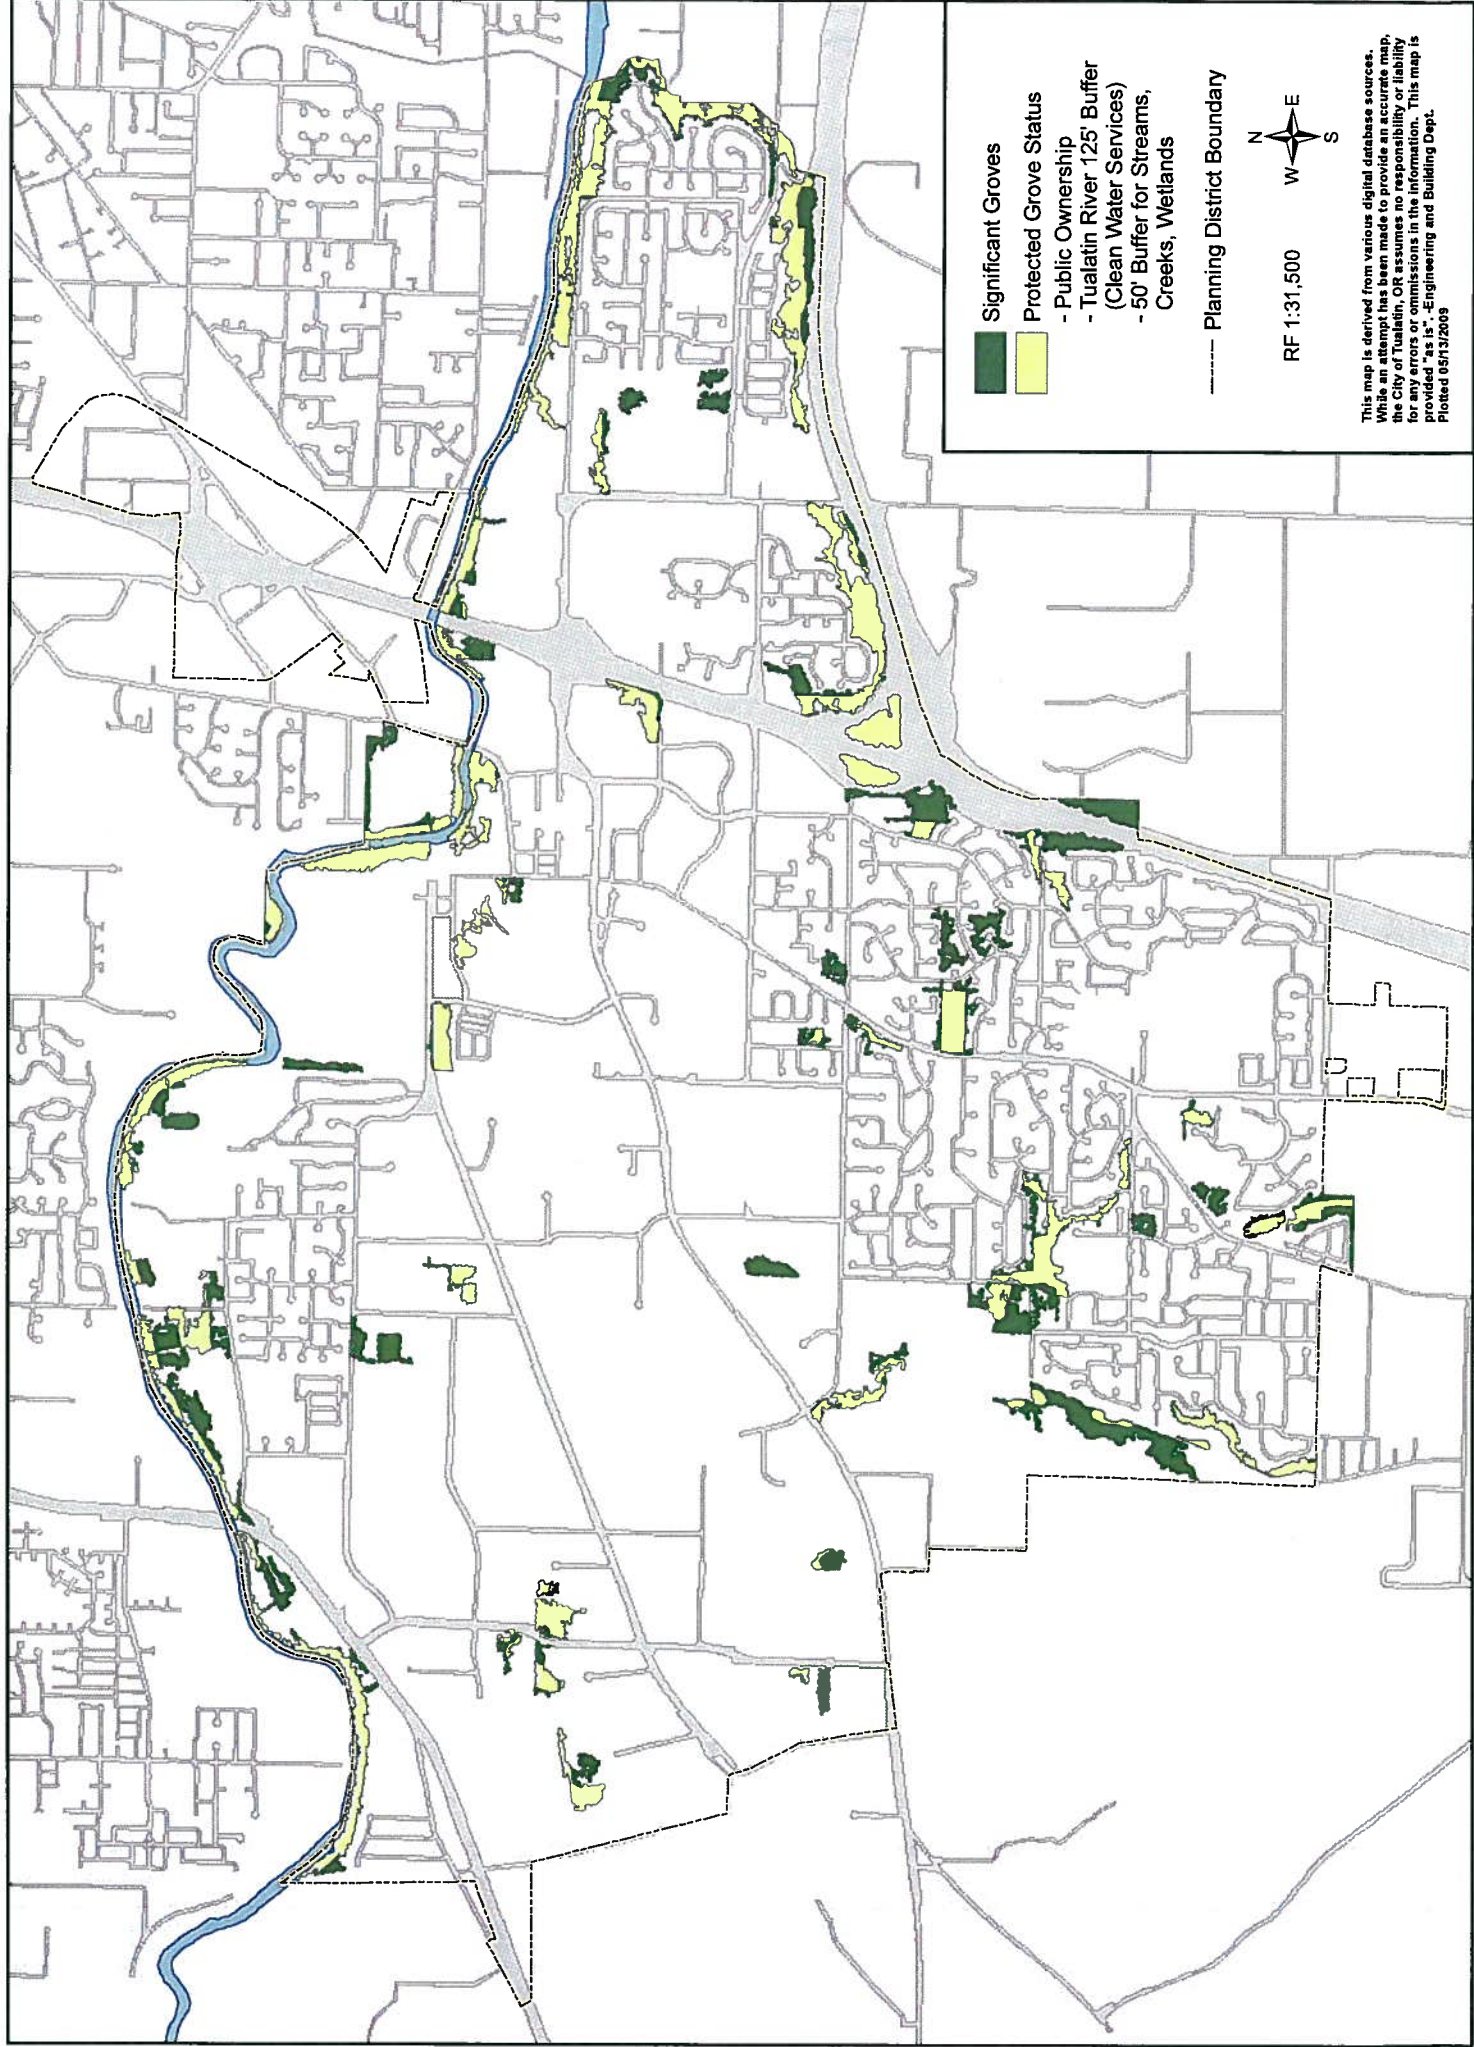 Significant Groves
Protected Grove Status
- Public Ownership
- Tualatin River 125' Buffer
(Clean Water Services)
- 50' Buffer for Streams,
Creeks, Wetlands
Planning District Boundary
RF 1:31,500
N
W
E
S
This map is derived from various digital database sources.
While an attempt has been made to provide an accurate map,
the City of Tualatin, OR assumes no responsibility or liability
for any errors or ommissions in the information. This map is
provided "as is". -Engineering and Building Dept.
Plotted 05/13/2009